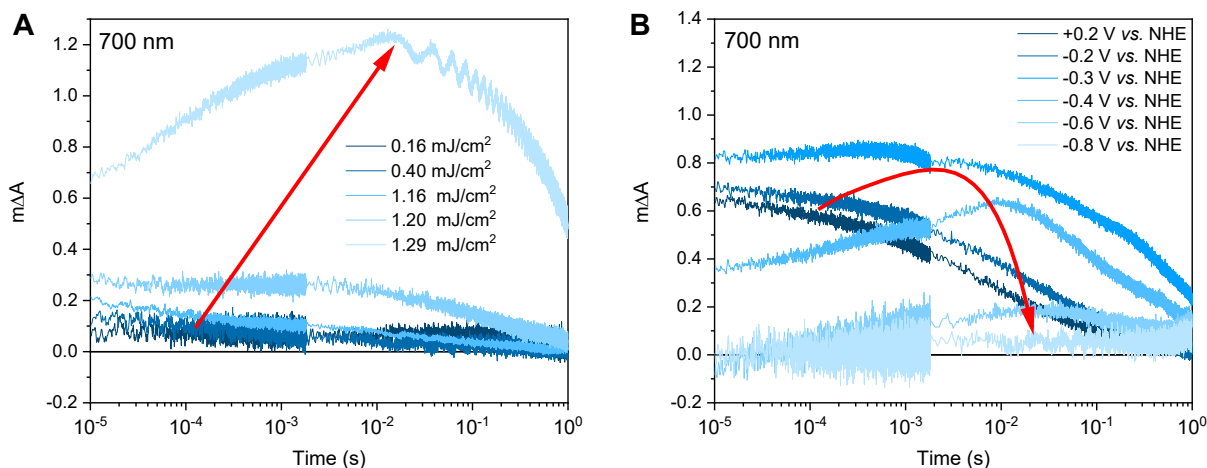 A
700 nm
1.2
1.0
0.8
0.6
0.4
0.2
0.0
-0.2
mΔA
0.16 mJ/cm²
0.40 mJ/cm²
1.16 mJ/cm²
1.20 mJ/cm²
1.29 mJ/cm²
10⁻⁵ 10⁻⁴ 10⁻³ 10⁻² 10⁻¹ 10⁰
Time (s)
B
700 nm
1.4
1.2
1.0
0.8
0.6
0.4
0.2
0.0
-0.2
mΔA
+0.2 V vs. NHE
-0.2 V vs. NHE
-0.3 V vs. NHE
-0.4 V vs. NHE
-0.6 V vs. NHE
-0.8 V vs. NHE
10⁻⁵ 10⁻⁴ 10⁻³ 10⁻² 10⁻¹ 10⁰
Time (s)